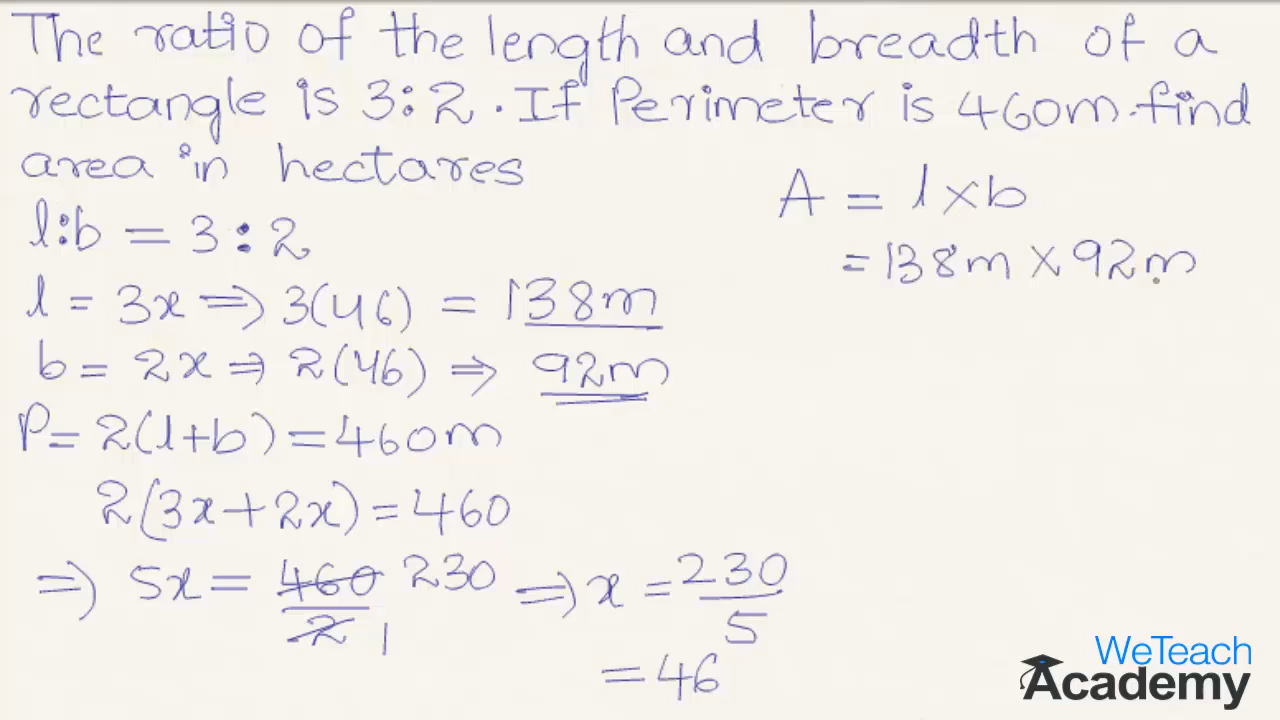 The ratio of the length and breadth of a
rectangle is 3:2. If Perimeter is 460m. find
area in hectares
l:b = 3:2
l = 3x ⇒ 3(46) = 138m
b = 2x ⇒ 2(46) ⇒ 92m
P = 2(l+b) = 460m
2(3x+2x) = 460
⇒ 5x = 460/2 230 1 ⇒ x = 230/5
= 46
A = l×b
= 138m × 92m
WeTeach
Academy